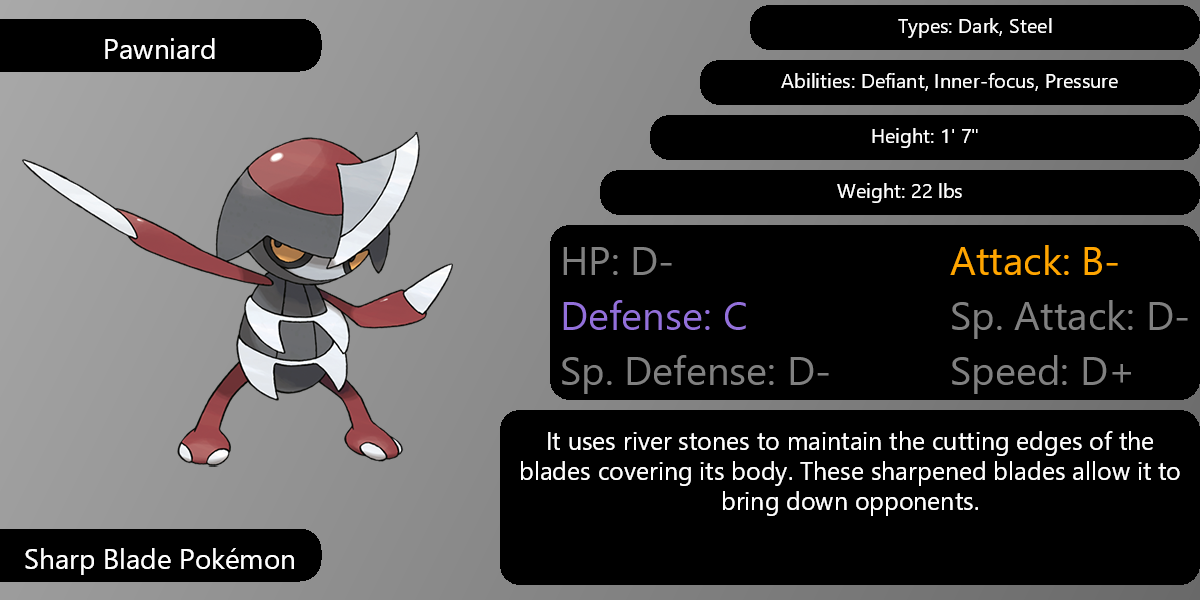 Pawniard
Types: Dark, Steel
Abilities: Defiant, Inner-focus, Pressure
Height: 1' 7"
Weight: 22 lbs
HP: D-
Attack: B-
Defense: C
Sp. Attack: D-
Sp. Defense: D-
Speed: D+
It uses river stones to maintain the cutting edges of the
blades covering its body. These sharpened blades allow it to
bring down opponents.
Sharp Blade Pokémon